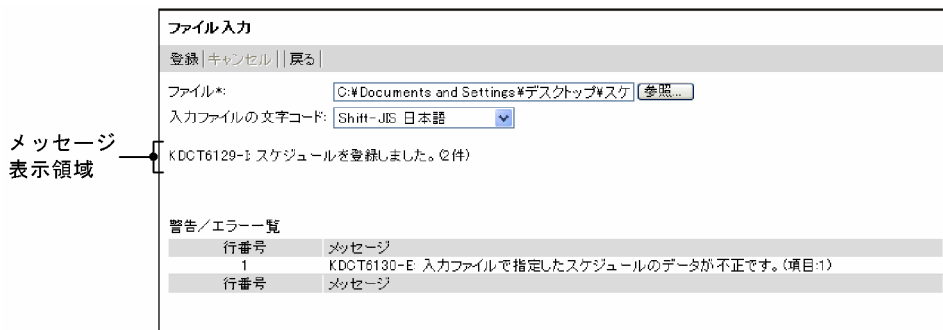 ファイル入力
登録|キャンセル||戻る|
ファイル*: C:¥Documents and Settings¥デスクトップ¥スケ 参照...
入力ファイルの文字コード: Shift-JIS 日本語
メッセージ
表示領域
KDCT6129-I: スケジュールを登録しました。(2件)
警告/エラー一覧
行番号 メッセージ
1 KDCT6130-E: 入力ファイルで指定したスケジュールのデータが不正です。(項目:1)
行番号 メッセージ